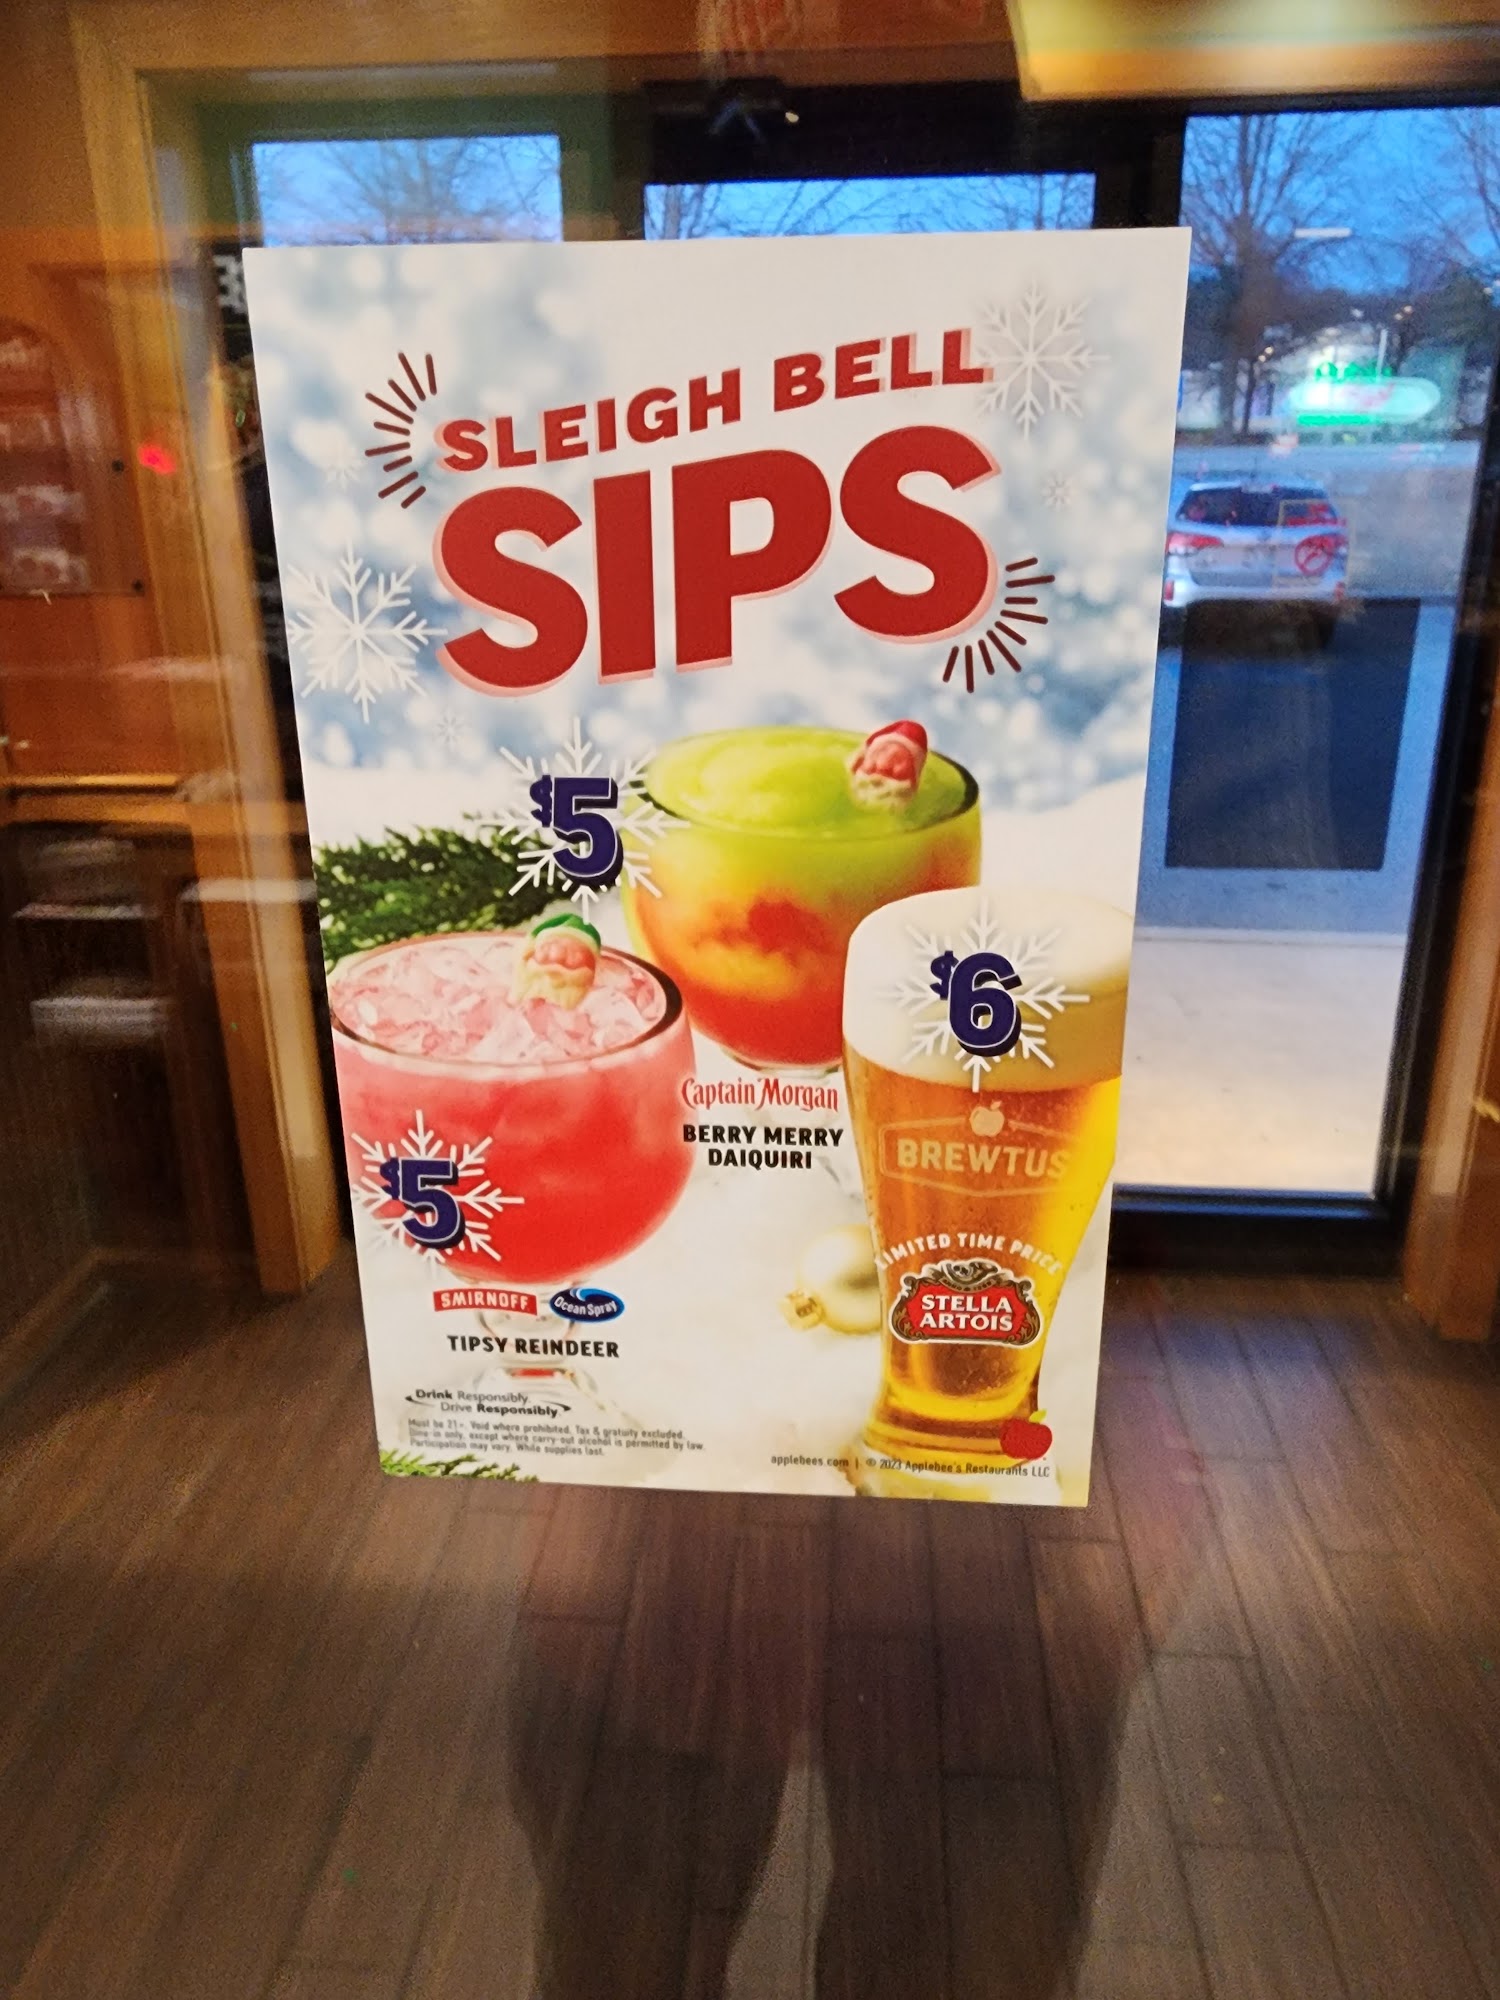 SLEIGH BELL
SIPS
$5
$6
Captain Morgan
BERRY MERRY
DAIQUIRI
BREWTUS
$5
LIMITED TIME PRICE
STELLA
ARTOIS
SMIRNOFF
Ocean Spray
TIPSY REINDEER
Drink Responsibly.
Drive Responsibly.
Must be 21+. Void where prohibited. Tax & gratuity excluded.
Dine-in only, except where carry-out alcohol is permitted by law.
Participation may vary. While supplies last.
applebees.com | © 2023 Applebee's Restaurants LLC